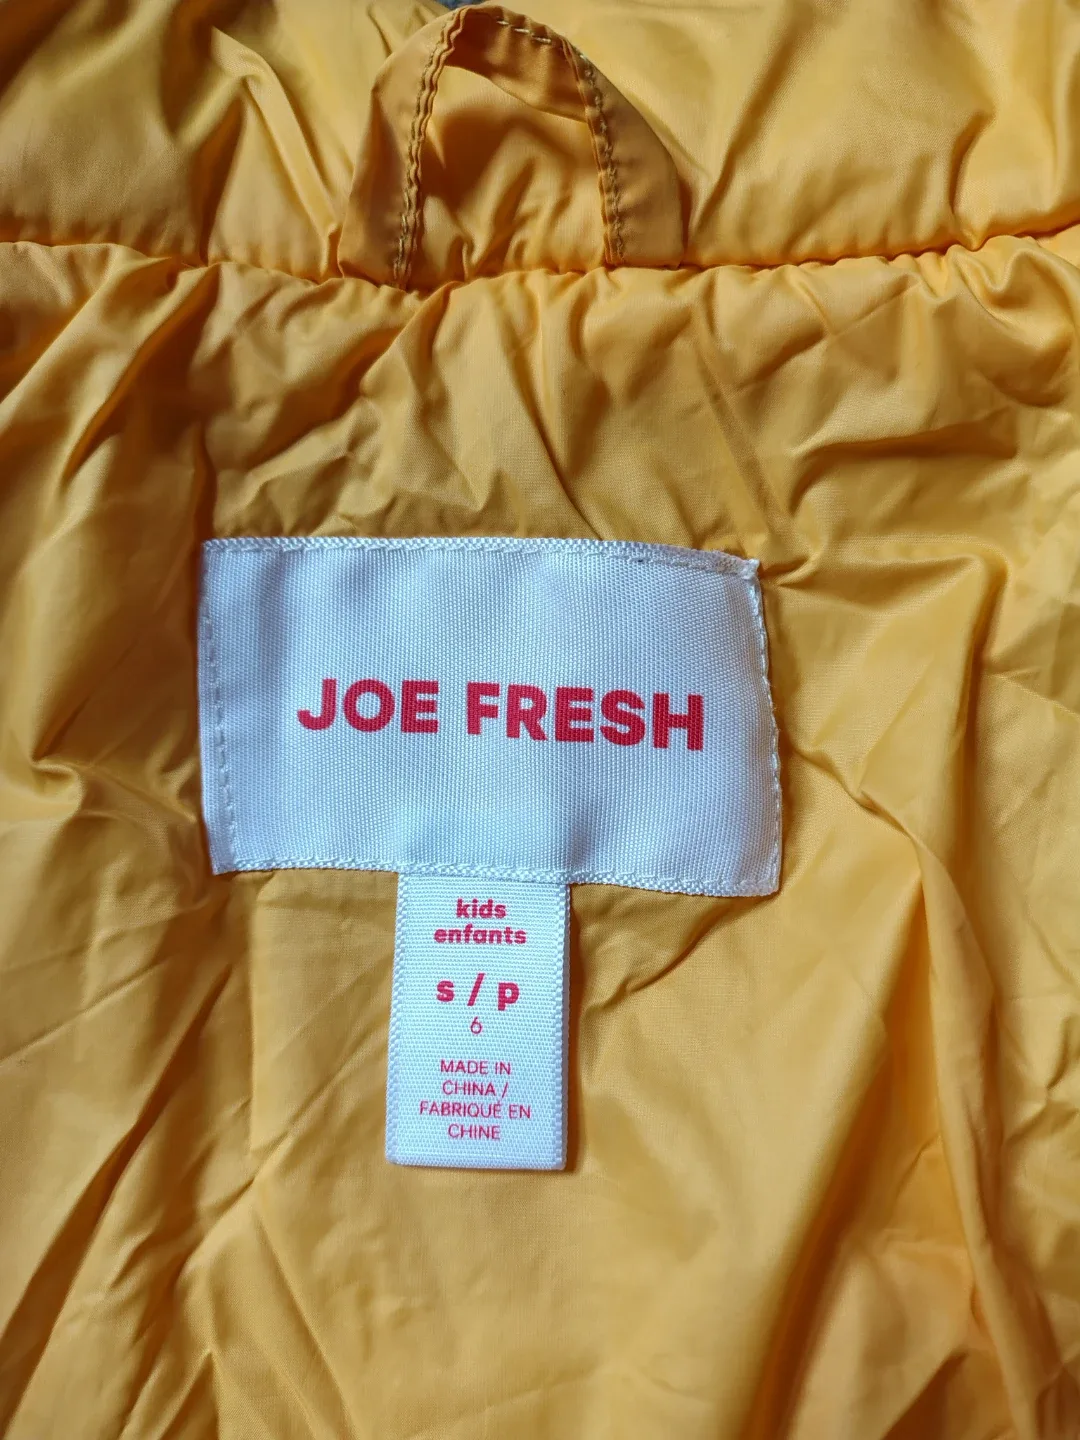 JOE FRESH
kids
enfants
s / p
6
MADE IN
CHINA /
FABRIQUÉ EN
CHINE